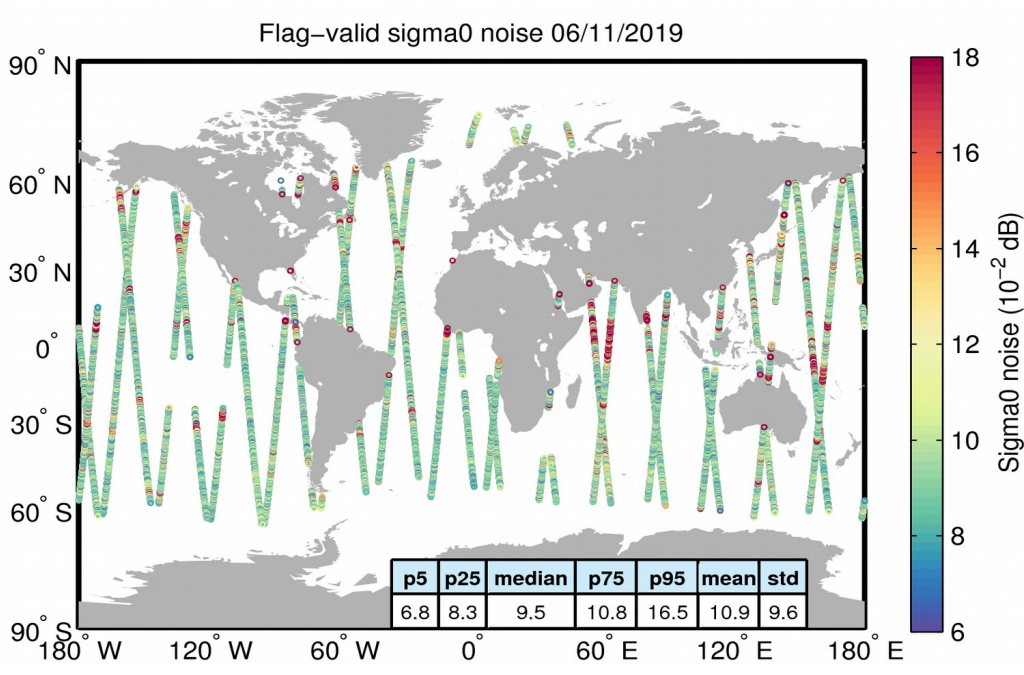 Flag−valid sigma0 noise 06/11/2019
90° N
60° N
30° N
0°
30° S
60° S
90° S
180° W
120° W
60° W
0°
60° E
120° E
180° E
18
16
14
12
10
8
6
Sigma0 noise (10−2 dB)
p5 p25 median p75 p95 mean std
6.8 8.3 9.5 10.8 16.5 10.9 9.6